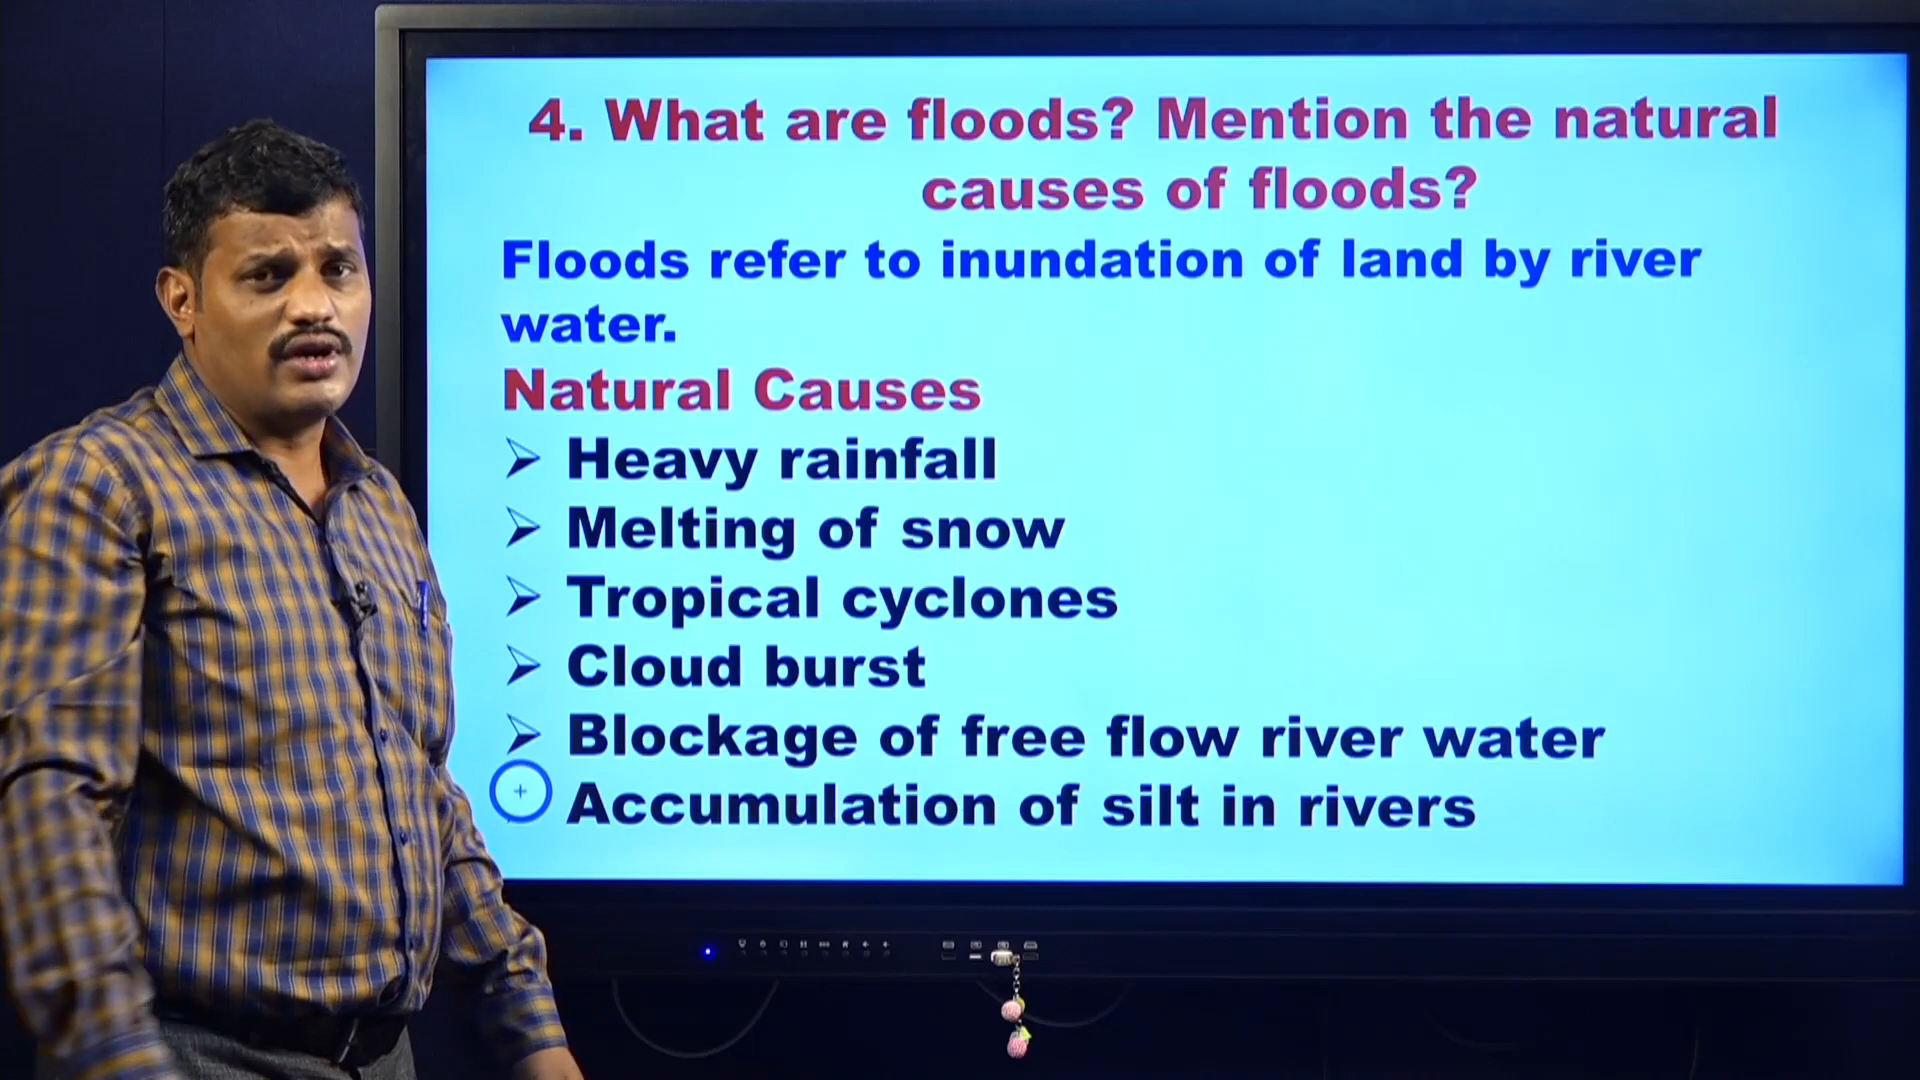 4. What are floods? Mention the natural
causes of floods?
Floods refer to inundation of land by river
water.
Natural Causes
➢ Heavy rainfall
➢ Melting of snow
➢ Tropical cyclones
➢ Cloud burst
➢ Blockage of free flow river water
Accumulation of silt in rivers